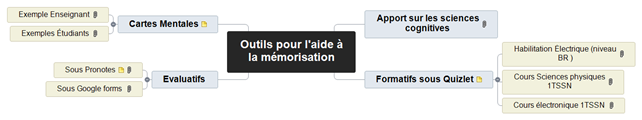 Exemple Enseignant
Exemples Étudiants
Cartes Mentales
Sous Pronotes
Sous Google forms
Evaluatifs
Outils pour l'aide à
la mémorisation
Apport sur les sciences
cognitives
Formatifs sous Quizlet
Habilitation Électrique (niveau
BR )
Cours Sciences physiques
1TSSN
Cours électronique 1TSSN